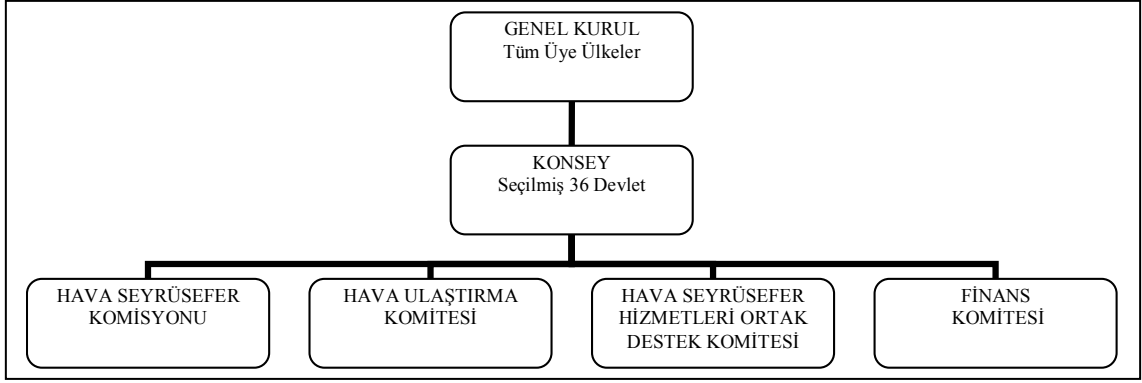 GENEL KURUL
Tüm Üye Ülkeler
KONSEY
Seçilmiş 36 Devlet
HAVA SEYRÜSEFER
KOMİSYONU
HAVA ULAŞTIRMA
KOMİTESİ
HAVA SEYRÜSEFER
HİZMETLERİ ORTAK
DESTEK KOMİTESİ
FİNANS
KOMİTESİ